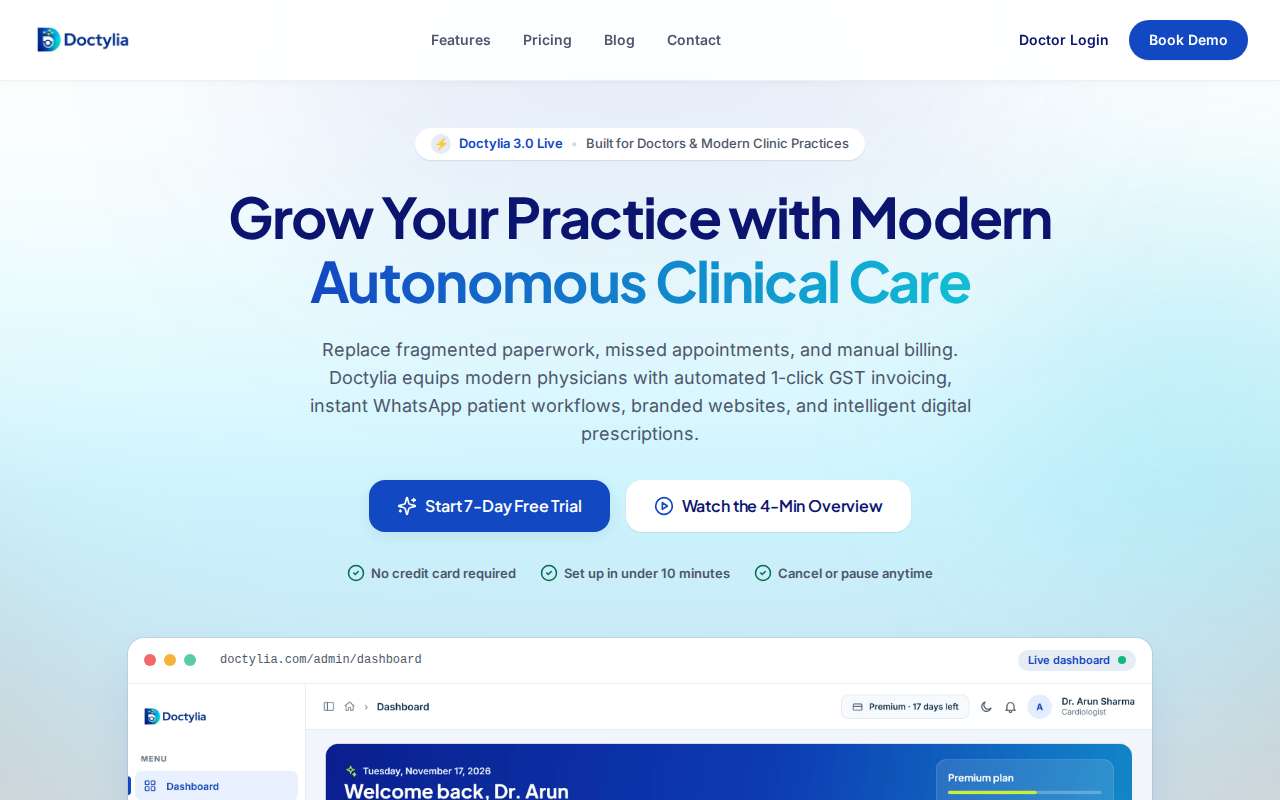 Doctylia
Features
Pricing
Blog
Contact
Doctor Login
Book Demo
Doctylia 3.0 Live • Built for Doctors & Modern Clinic Practices
Grow Your Practice with Modern
Autonomous Clinical Care
Replace fragmented paperwork, missed appointments, and manual billing.
Doctylia equips modern physicians with automated 1-click GST invoicing,
instant WhatsApp patient workflows, branded websites, and intelligent digital
prescriptions.
Start 7-Day Free Trial
Watch the 4-Min Overview
No credit card required
Set up in under 10 minutes
Cancel or pause anytime
doctylia.com/admin/dashboard
Live dashboard
Doctylia
› Dashboard
Premium · 17 days left
A
Dr. Arun Sharma
Cardiologist
MENU
Dashboard
Tuesday, November 17, 2026
Welcome back, Dr. Arun
Premium plan